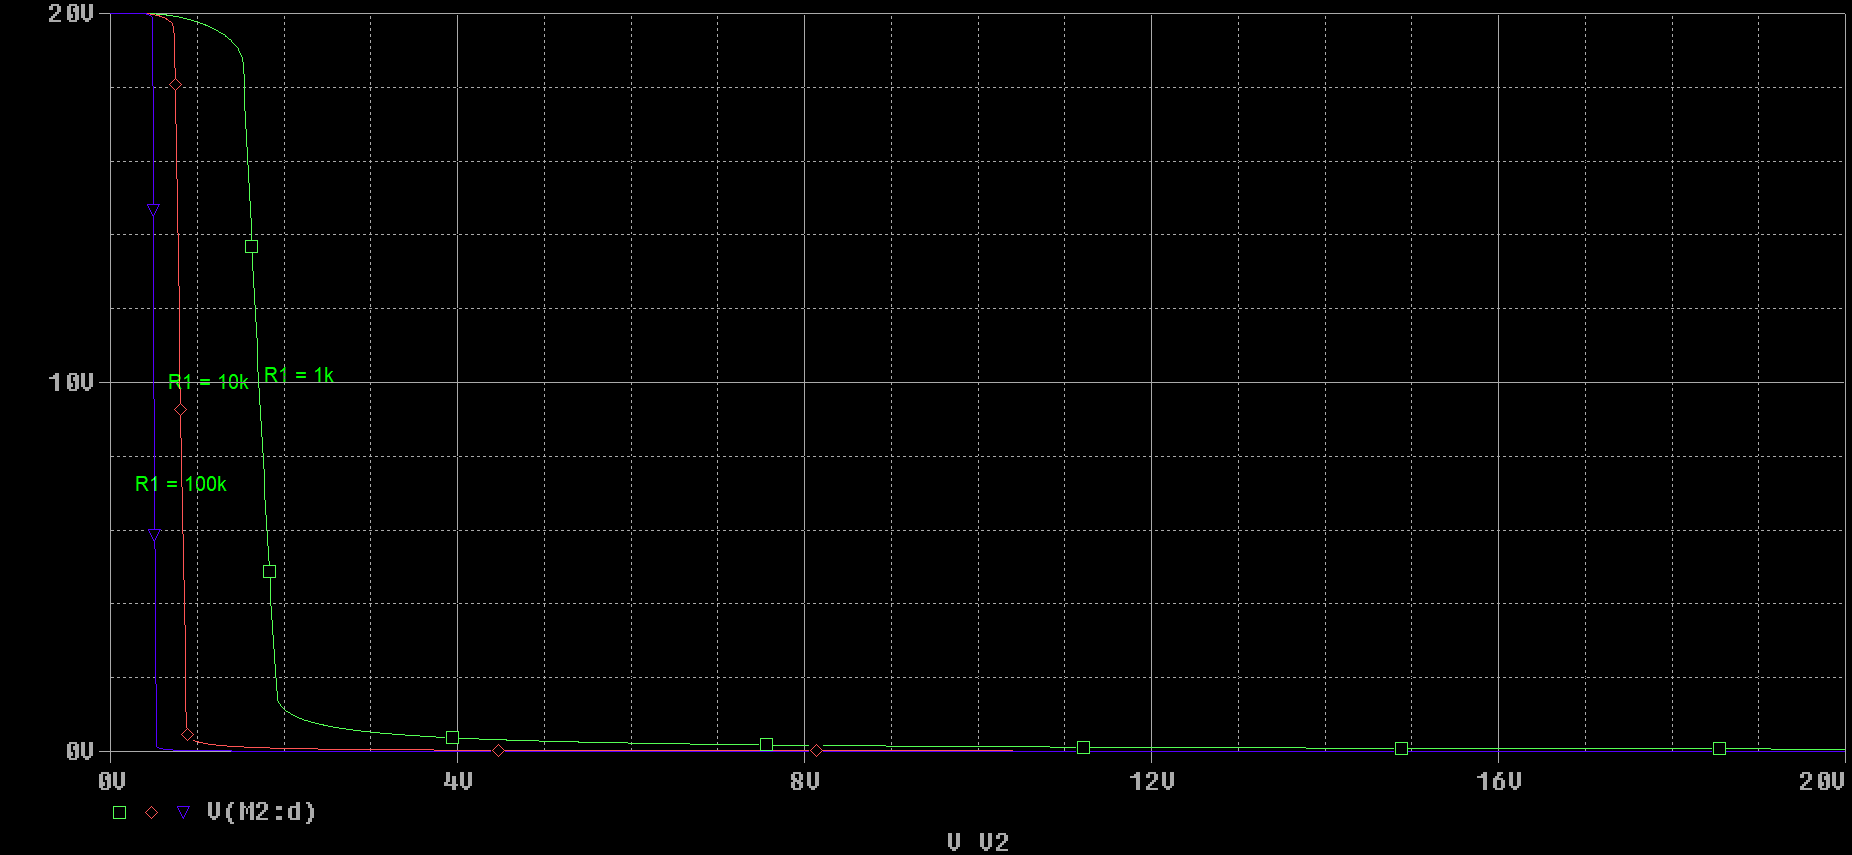 20V
R1 = 10k
R1 = 1k
10V
R1 = 100k
0V
0V
4V
8V
12V
16V
20V
V(M2:d)
V V2